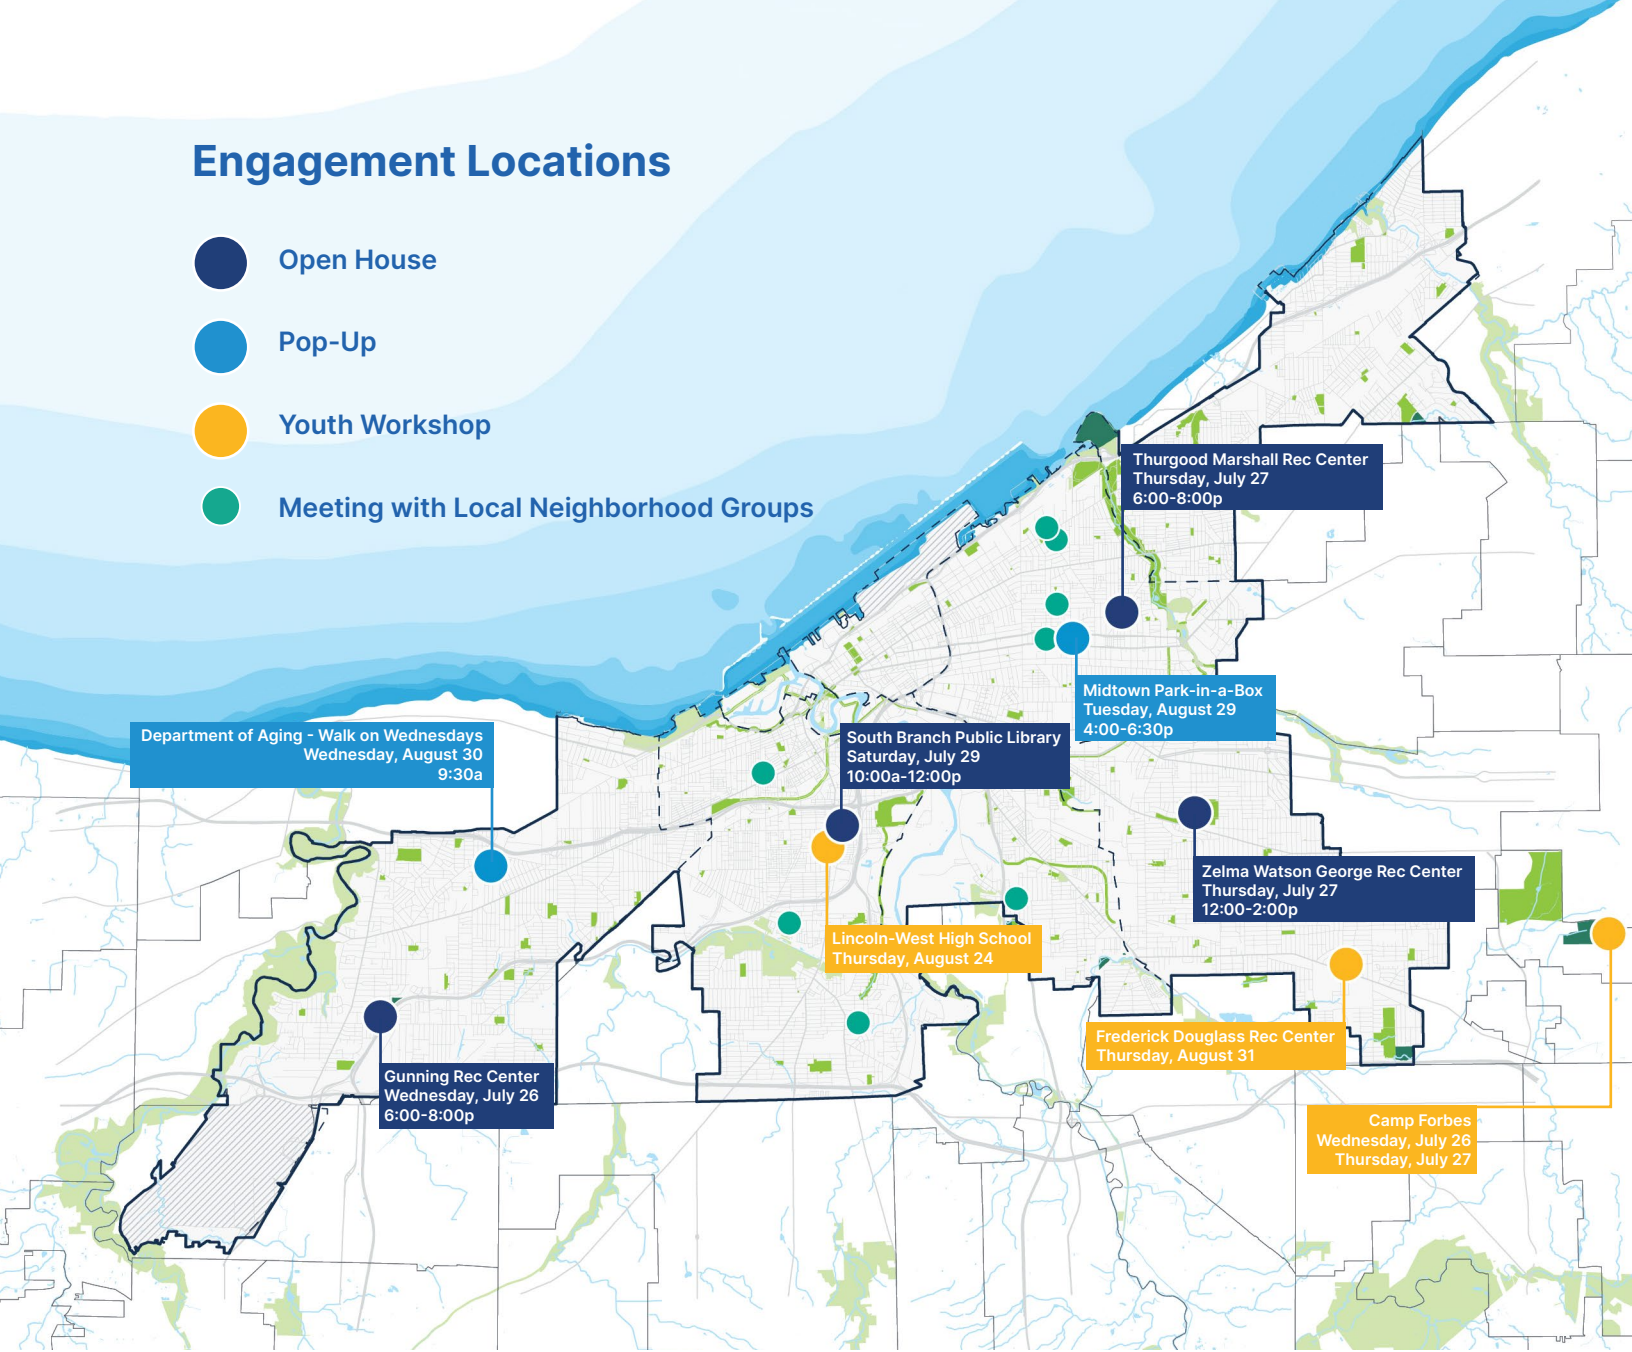 Engagement Locations
Open House
Pop-Up
Youth Workshop
Meeting with Local Neighborhood Groups
Thurgood Marshall Rec Center
Thursday, July 27
6:00-8:00p
Midtown Park-in-a-Box
Tuesday, August 29
4:00-6:30p
Department of Aging - Walk on Wednesdays
Wednesday, August 30
9:30a
South Branch Public Library
Saturday, July 29
10:00a-12:00p
Zelma Watson George Rec Center
Thursday, July 27
12:00-2:00p
Lincoln-West High School
Thursday, August 24
Frederick Douglass Rec Center
Thursday, August 31
Gunning Rec Center
Wednesday, July 26
6:00-8:00p
Camp Forbes
Wednesday, July 26
Thursday, July 27